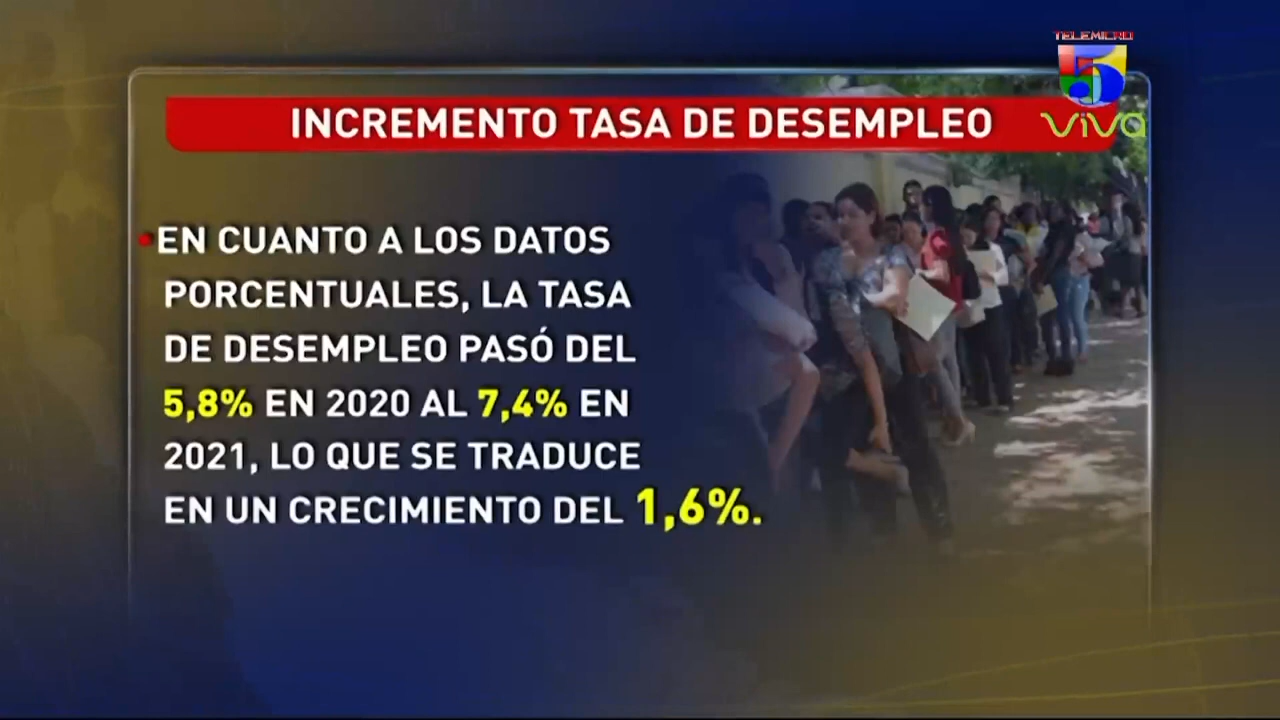 TELEMICRO
5
ViVa
INCREMENTO TASA DE DESEMPLEO
EN CUANTO A LOS DATOS
PORCENTUALES, LA TASA
DE DESEMPLEO PASÓ DEL
5,8% EN 2020 AL 7,4% EN
2021, LO QUE SE TRADUCE
EN UN CRECIMIENTO DEL 1,6%.